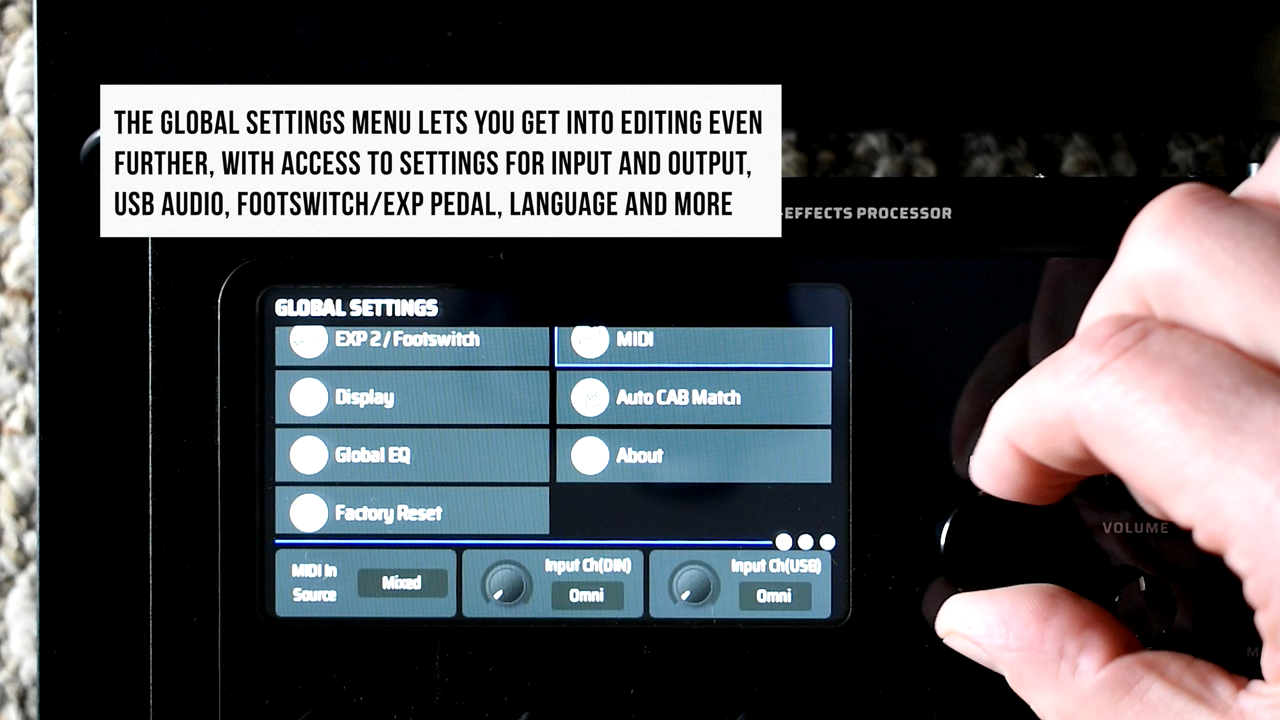 THE GLOBAL SETTINGS MENU LETS YOU GET INTO EDITING EVEN
FURTHER, WITH ACCESS TO SETTINGS FOR INPUT AND OUTPUT,
USB AUDIO, FOOTSWITCH/EXP PEDAL, LANGUAGE AND MORE
-EFFECTS PROCESSOR
GLOBAL SETTINGS
EXP 2 / Footswitch
MIDI
Display
Auto CAB Match
Global EQ
About
Factory Reset
MIDI In
Source
Mixed
Input Ch(DIN)
Omni
Input Ch(USB)
Omni
VOLUME